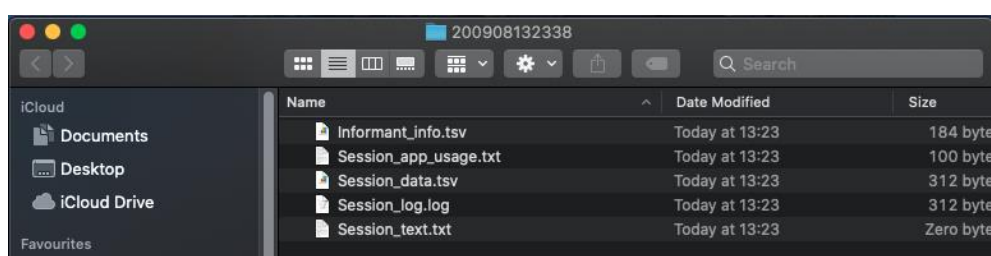 200908132338
Search
iCloud Name Date Modified Size
Documents Informant_info.tsv Today at 13:23 184 byte
Session_app_usage.txt Today at 13:23 100 byte
Desktop Session_data.tsv Today at 13:23 312 byte
iCloud Drive Session_log.log Today at 13:23 312 byte
Session_text.txt Today at 13:23 Zero byte
Favourites